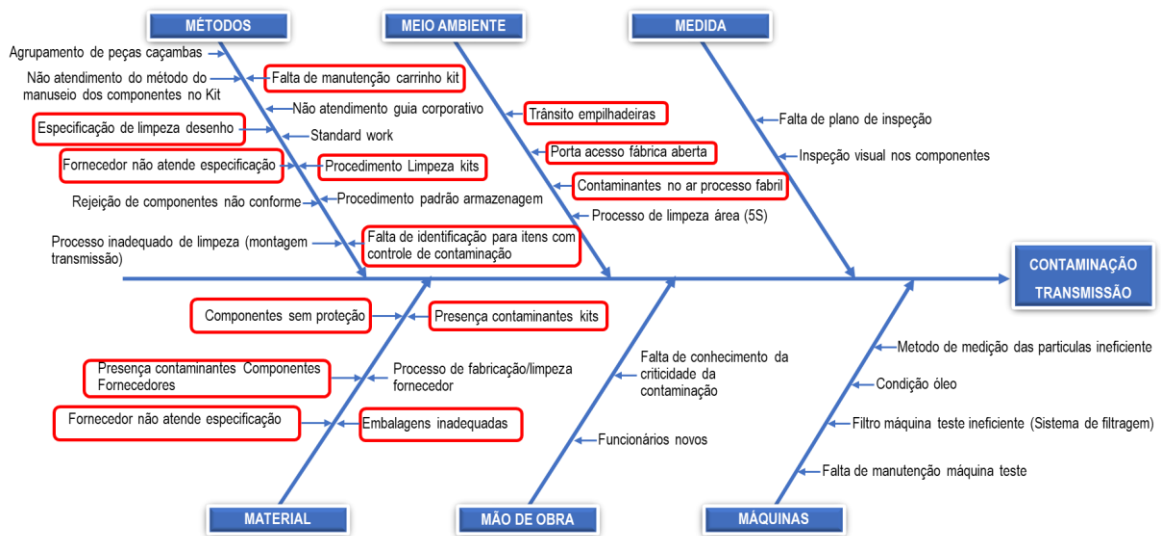 MÉTODOS
MEIO AMBIENTE
MEDIDA
Agrupamento de peças caçambas
Não atendimento do método do
manuseio dos componentes no Kit
Falta de manutenção carrinho kit
Não atendimento guia corporativo
Especificação de limpeza desenho
Standard work
Fornecedor não atende especificação
Procedimento Limpeza kits
Rejeição de componentes não conforme
Procedimento padrão armazenagem
Processo inadequado de limpeza (montagem
transmissão)
Falta de identificação para itens com
controle de contaminação
Trânsito empilhadeiras
Porta acesso fábrica aberta
Contaminantes no ar processo fabril
Processo de limpeza área (5S)
Falta de plano de inspeção
Inspeção visual nos componentes
CONTAMINAÇÃO
TRANSMISSÃO
Componentes sem proteção
Presença contaminantes kits
Presença contaminantes Componentes
Fornecedores
Processo de fabricação/limpeza
fornecedor
Fornecedor não atende especificação
Embalagens inadequadas
Falta de conhecimento da
criticidade da
contaminação
Funcionários novos
Metodo de medição das particulas ineficiente
Condição óleo
Filtro máquina teste ineficiente (Sistema de filtragem)
Falta de manutenção máquina teste
MATERIAL
MÃO DE OBRA
MÁQUINAS